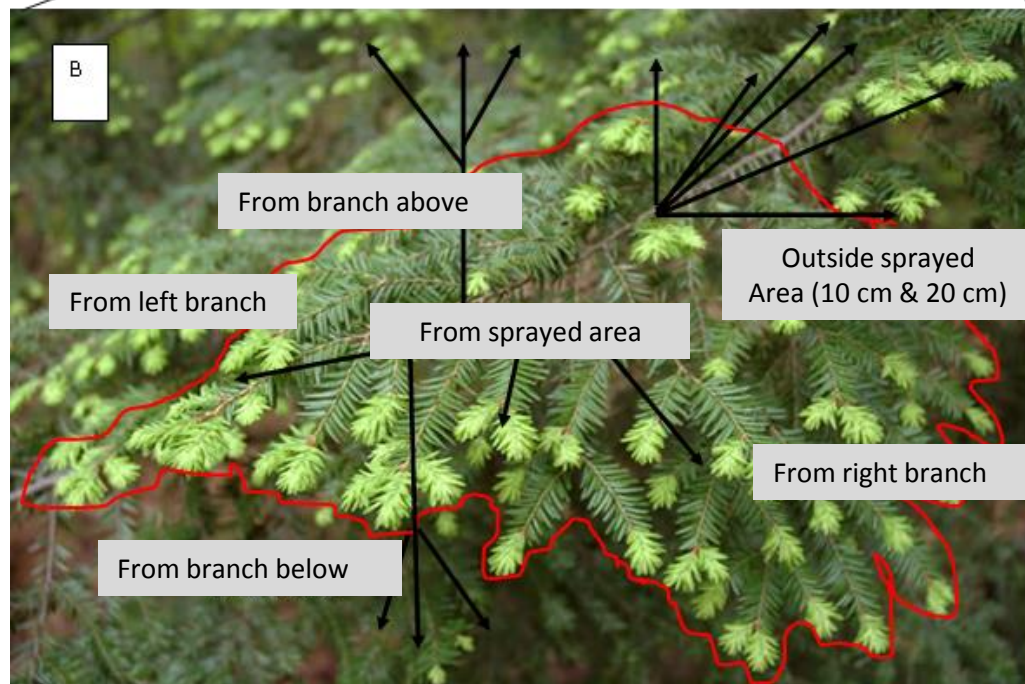 B
From branch above
From left branch
Outside sprayed
Area (10 cm & 20 cm)
From sprayed area
From right branch
From branch below